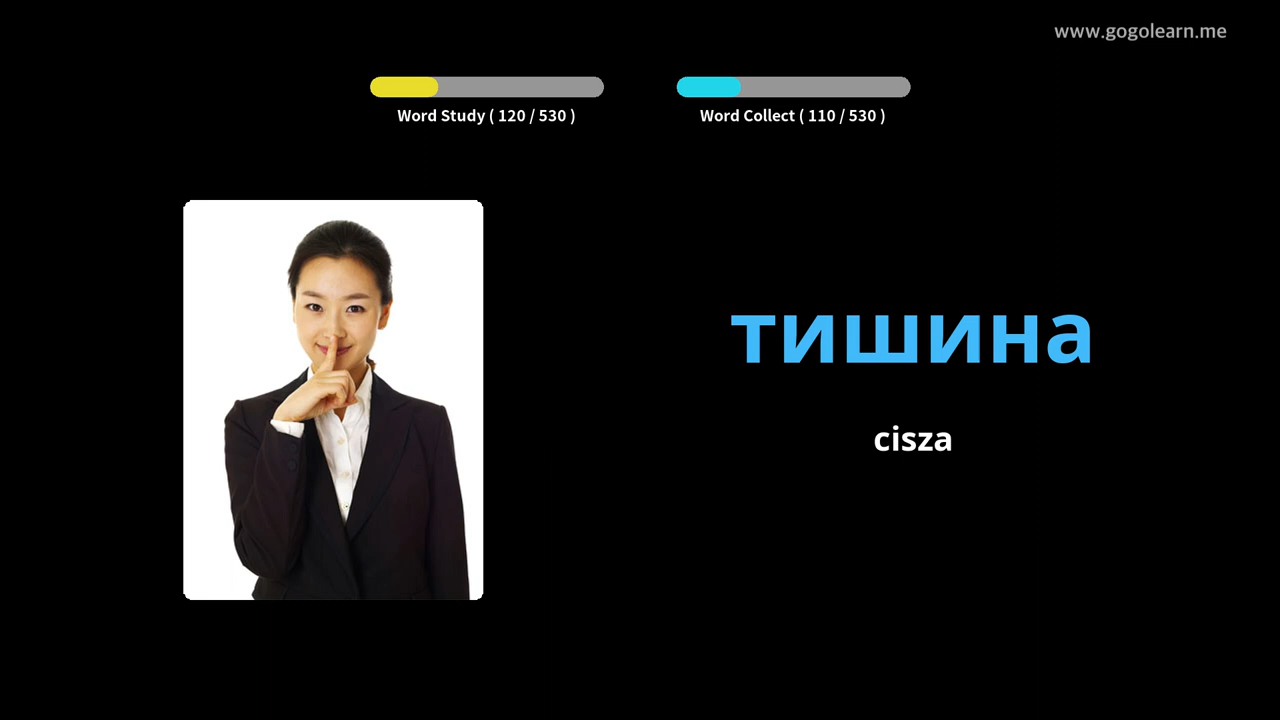 www.gogolearn.me
Word Study ( 120 / 530 )
Word Collect ( 110 / 530 )
тишина
cisza